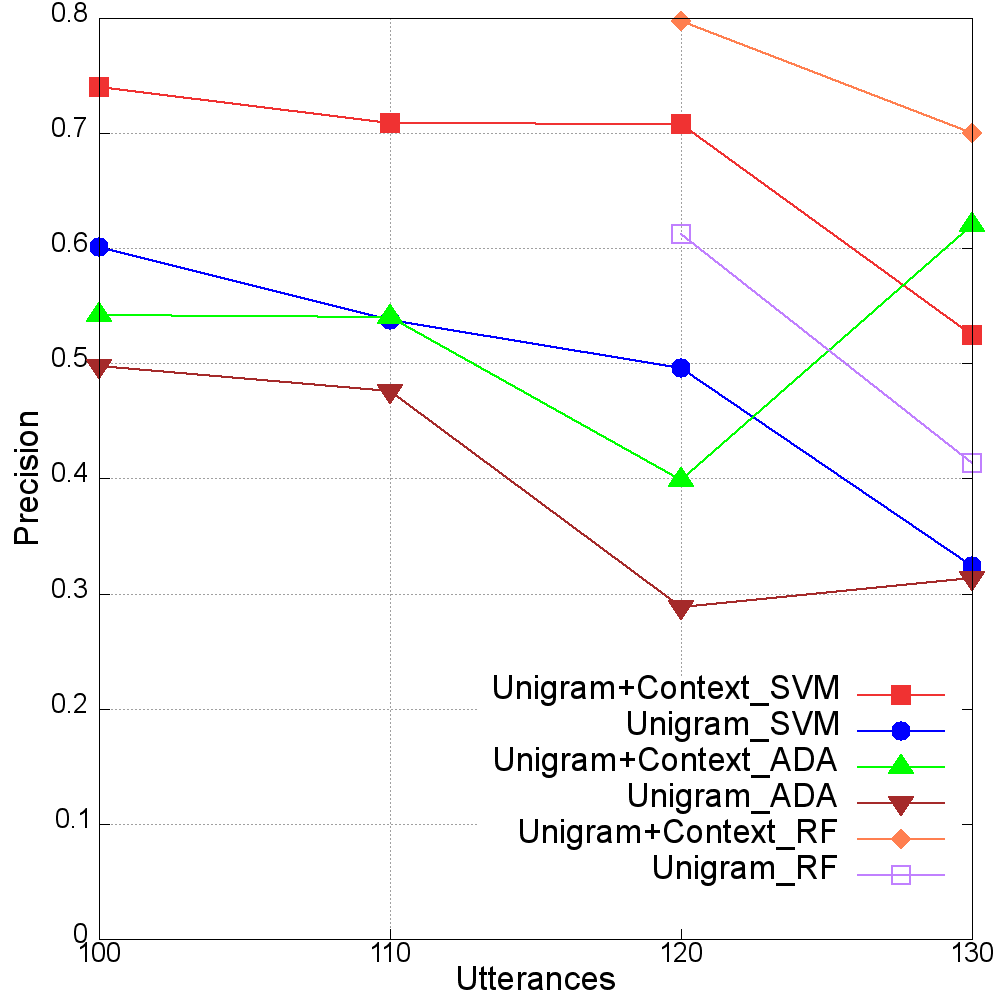 0.8
0.7
0.6
0.5
0.4
0.3
0.2
0.1
0
Precision
Unigram+Context_SVM
Unigram_SVM
Unigram+Context_ADA
Unigram_ADA
Unigram+Context_RF
Unigram_RF
100 110 120 130
Utterances